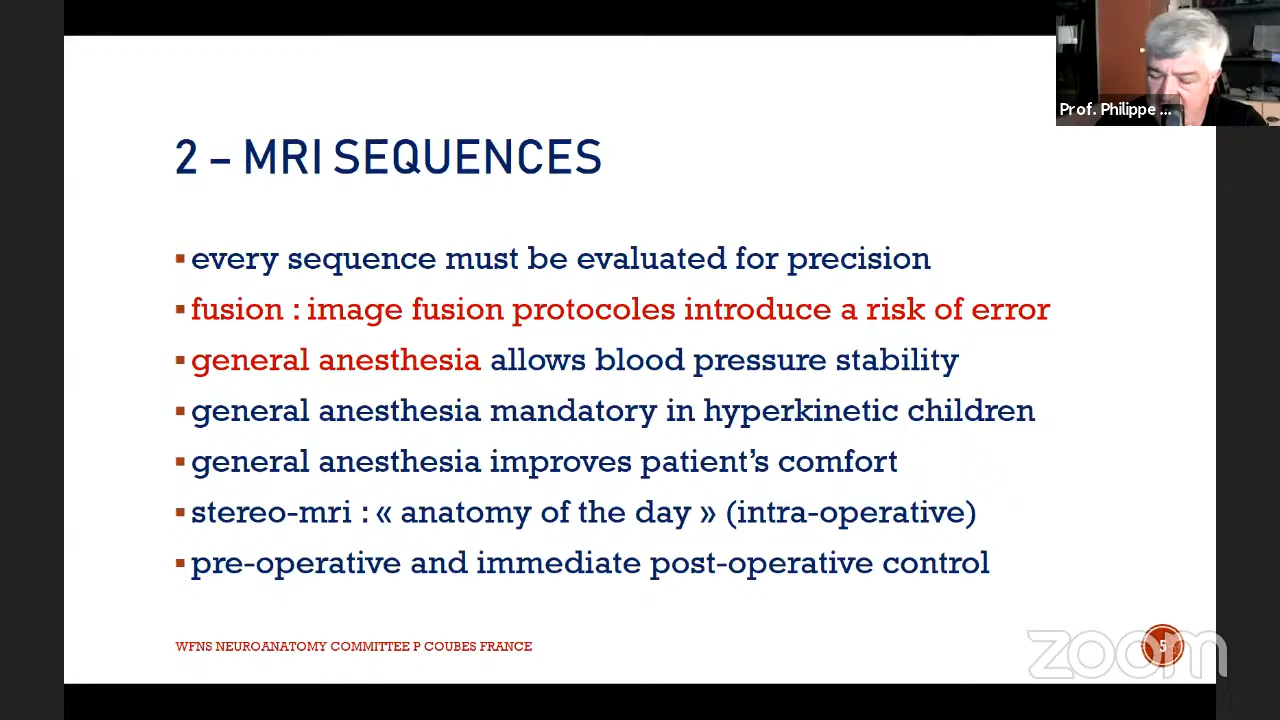 Prof. Philippe ...
2 – MRI SEQUENCES
▪ every sequence must be evaluated for precision
▪ fusion : image fusion protocoles introduce a risk of error
▪ general anesthesia allows blood pressure stability
▪ general anesthesia mandatory in hyperkinetic children
▪ general anesthesia improves patient’s comfort
▪ stereo-mri : « anatomy of the day » (intra-operative)
▪ pre-operative and immediate post-operative control
WFNS NEUROANATOMY COMMITTEE P COUBES FRANCE
5
zoom